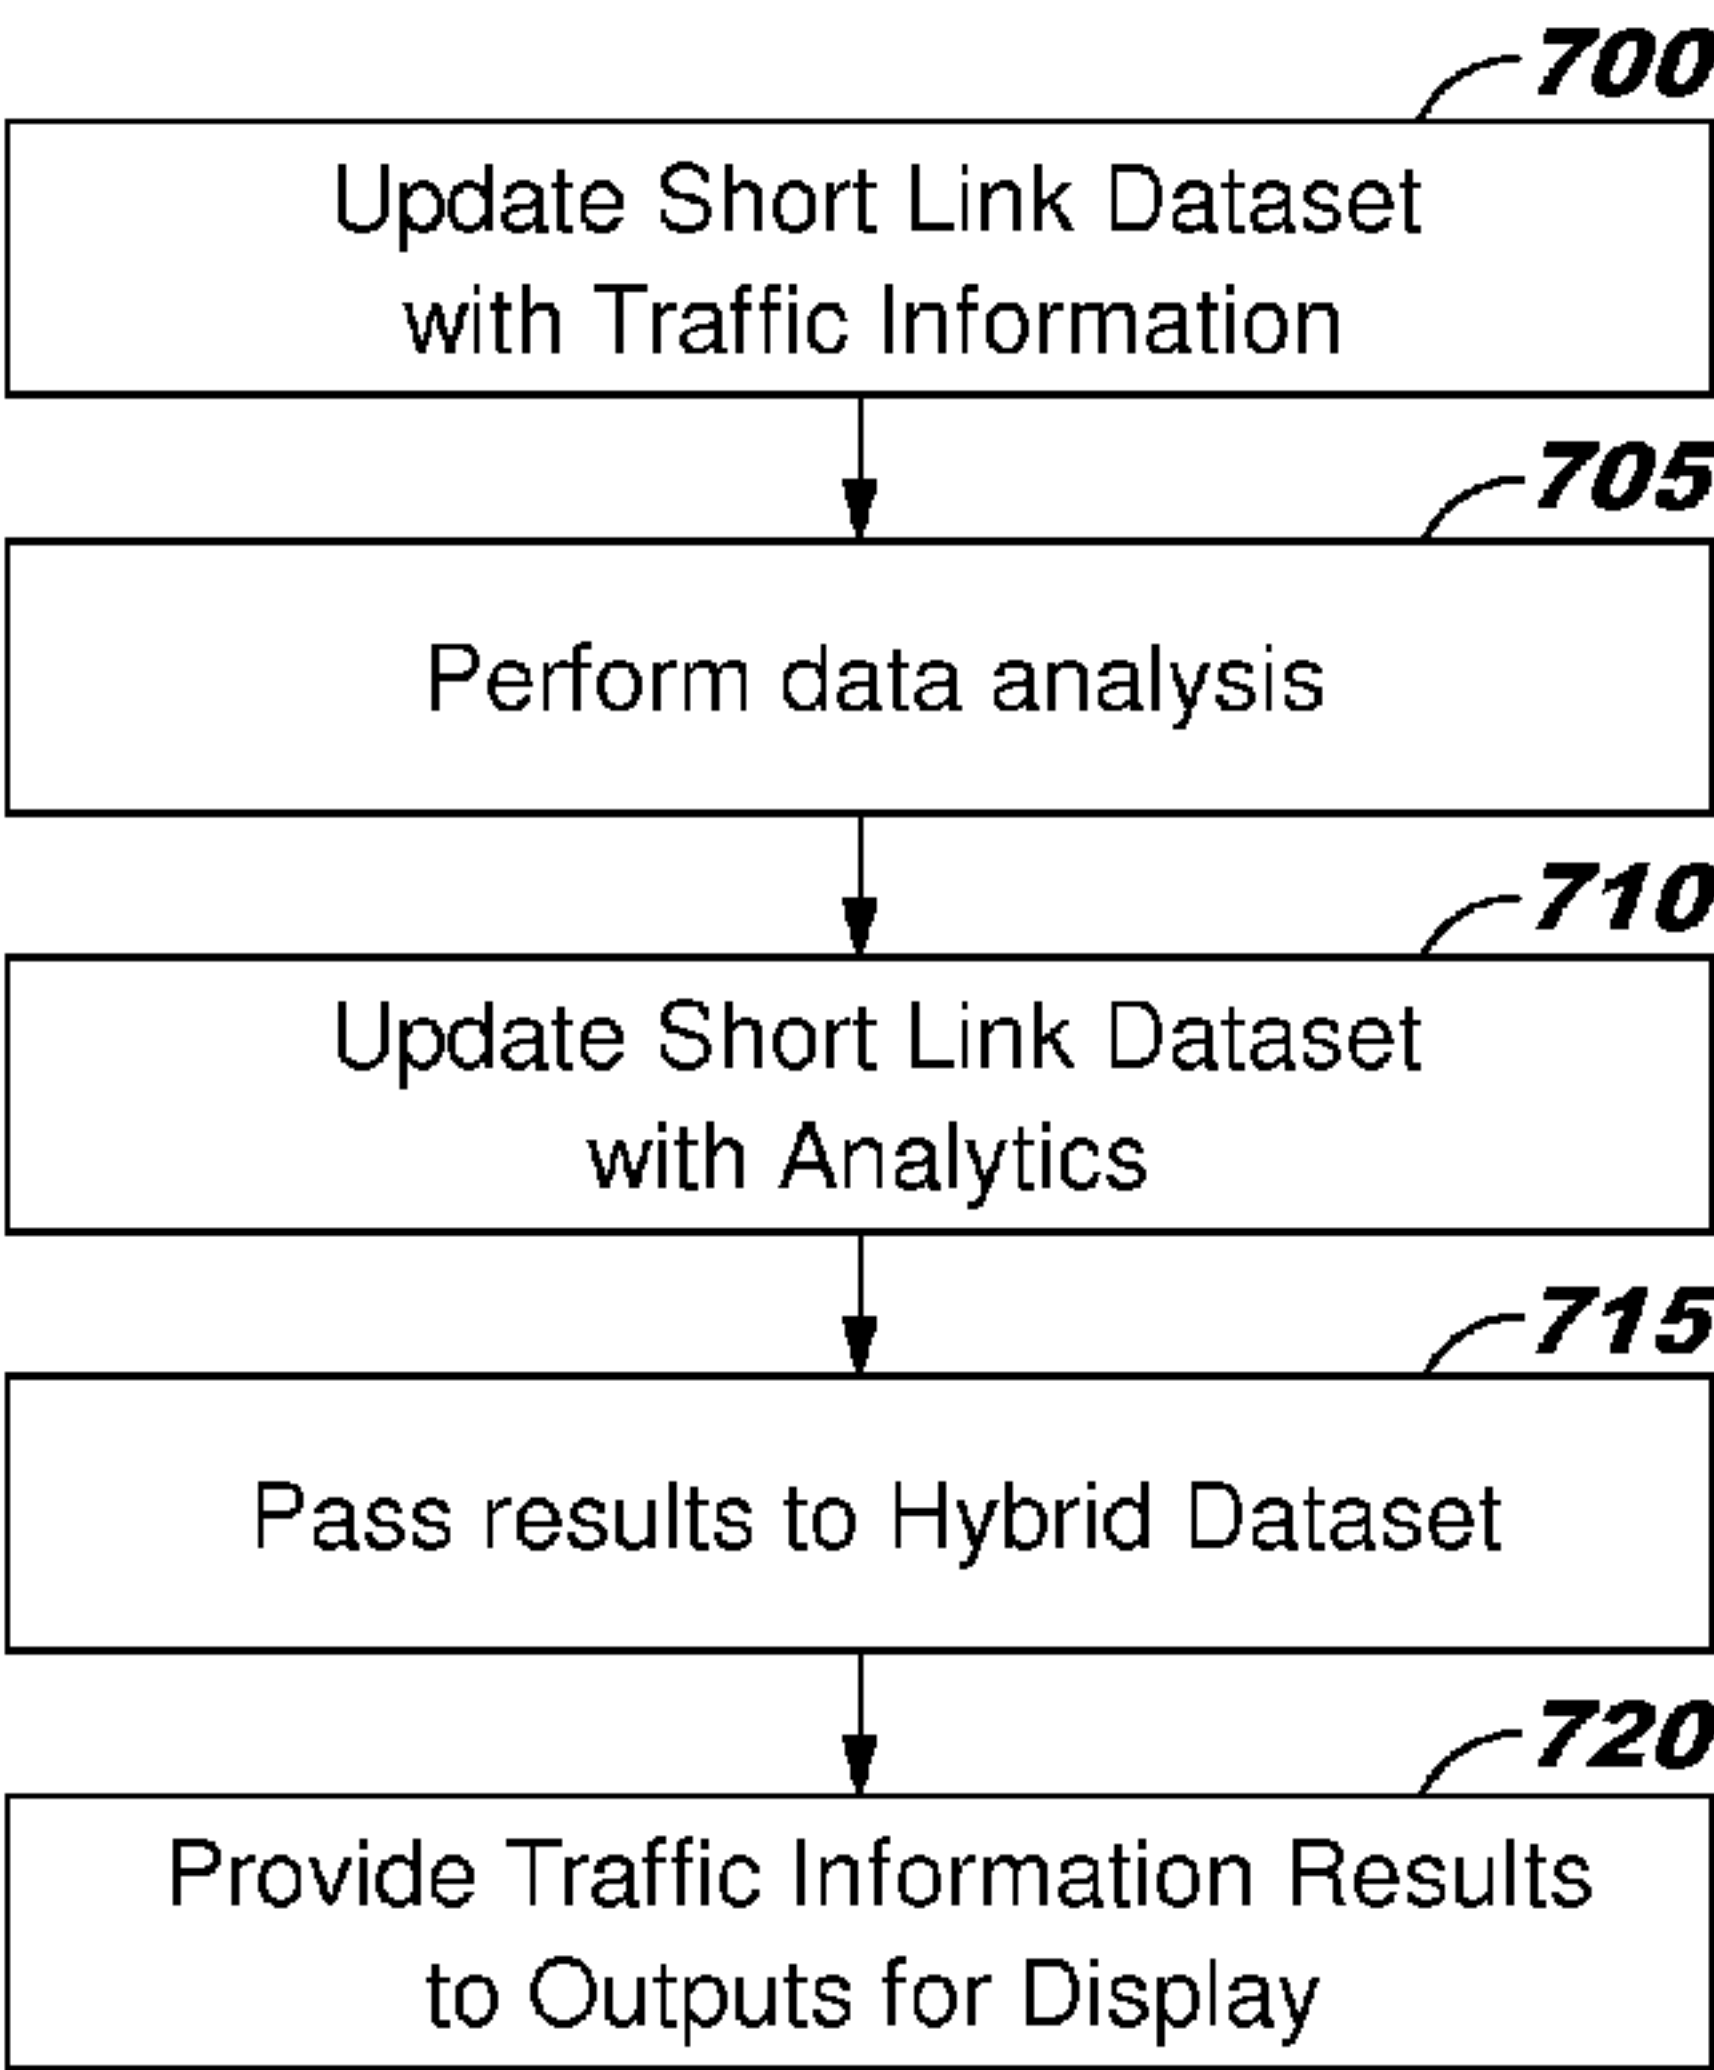 700
Update Short Link Dataset
with Traffic Information
705
Perform data analysis
710
Update Short Link Dataset
with Analytics
715
Pass results to Hybrid Dataset
720
Provide Traffic Information Results
to Outputs for Display